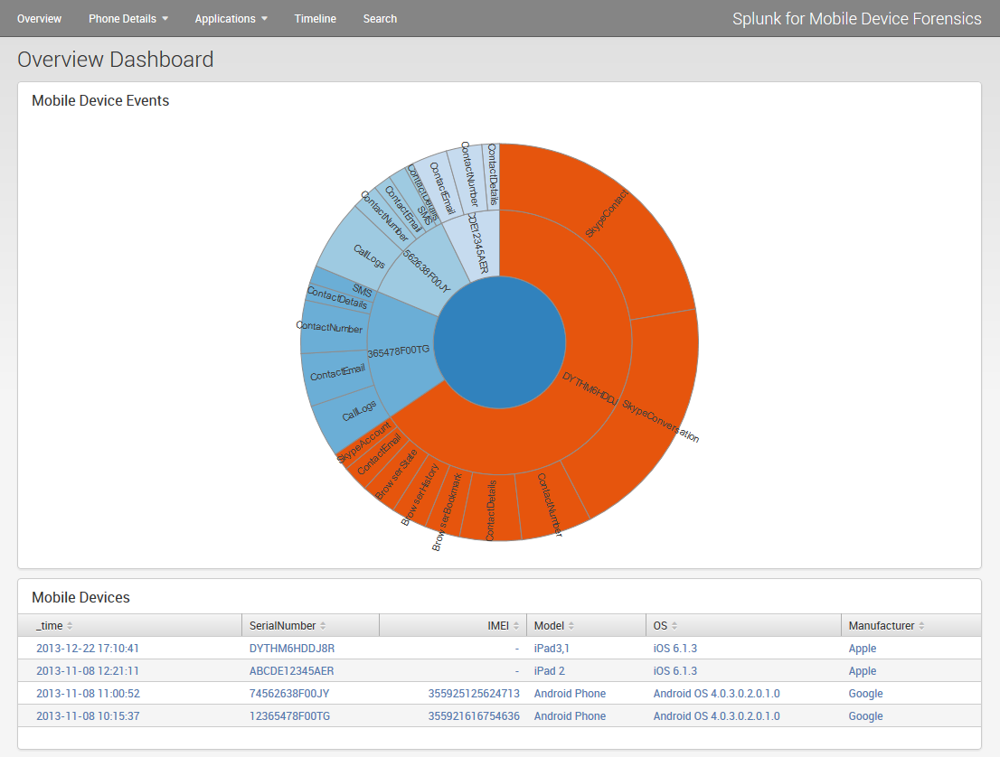 Overview Phone Details Applications Timeline Search Splunk for Mobile Device Forensics
Overview Dashboard
Mobile Device Events
ContactDetails
ContactNumber
ContactEmail
CDE12345AER
ContactDetails
SMS
ContactEmail
ContactNumber
CallLogs
562638F00JY
SMS
ContactDetails
ContactNumber
ContactEmail
CallLogs
365478F00TG
SkypeContact
DYTHM6HDDJ
SkypeConversation
ContactNumber
ContactDetails
BrowserBookmark
BrowserHistory
BrowserState
ContactEmail
SkypeAccount
Mobile Devices
_time SerialNumber IMEI Model OS Manufacturer
2013-12-22 17:10:41 DYTHM6HDDJ8R - iPad3,1 iOS 6.1.3 Apple
2013-11-08 12:21:11 ABCDE12345AER - iPad 2 iOS 6.1.3 Apple
2013-11-08 11:00:52 74562638F00JY 355925125624713 Android Phone Android OS 4.0.3.0.2.0.1.0 Google
2013-11-08 10:15:37 12365478F00TG 355921616754636 Android Phone Android OS 4.0.3.0.2.0.1.0 Google